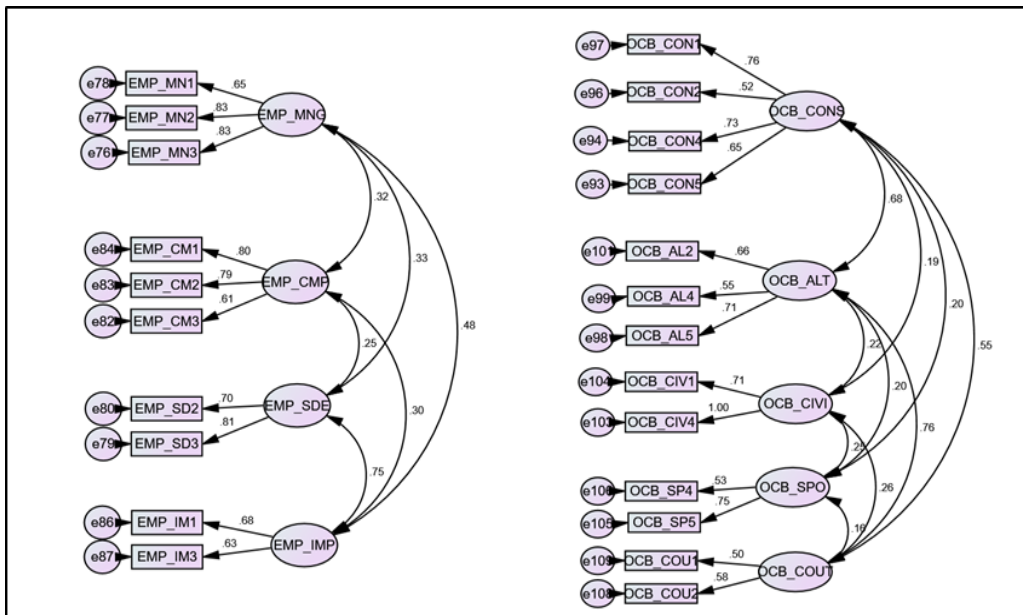 e78 EMP_MN1 .65
e77 EMP_MN2 .83 EMP_MNG
e76 EMP_MN3 .83
.32
.33
e84 EMP_CM1 .80
e83 EMP_CM2 .79 EMP_CMP
e82 EMP_CM3 .61
.48
.25
e80 EMP_SD2 .70 EMP_SDE
.30
e79 EMP_SD3 .81
.75
e86 EMP_IM1 .68
EMP_IMP
e87 EMP_IM3 .63
e97 OCB_CON1 .76
e96 OCB_CON2 .52
OCB_CONS
e94 OCB_CON4 .73
.65
e93 OCB_CON5
.68
e101 OCB_AL2 .66
.19
OCB_ALT
e99 OCB_AL4 .55
.20
e98 OCB_AL5 .71
.22
.55
e104 OCB_CIV1 .71
.20
OCB_CIVI
e103 OCB_CIV4 1.00
.76
.25
e106 OCB_SP4 .53 OCB_SPO
.26
e105 OCB_SP5 .75
.16
e109 OCB_COU1 .50
OCB_COUT
e108 OCB_COU2 .58